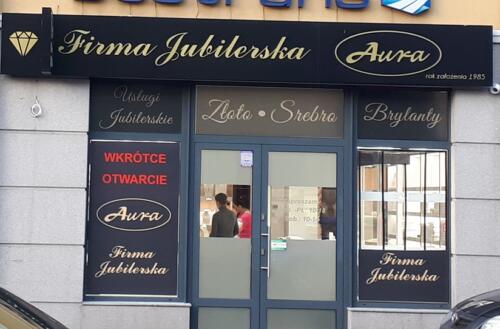 Firma Jubilerska
Aura
rok założenia 1985
Usługi
Jubilerskie
Złoto • Srebro
Brylanty
WKRÓTCE
OTWARCIE
Aura
Firma
Jubilerska
Firma
Jubilerska